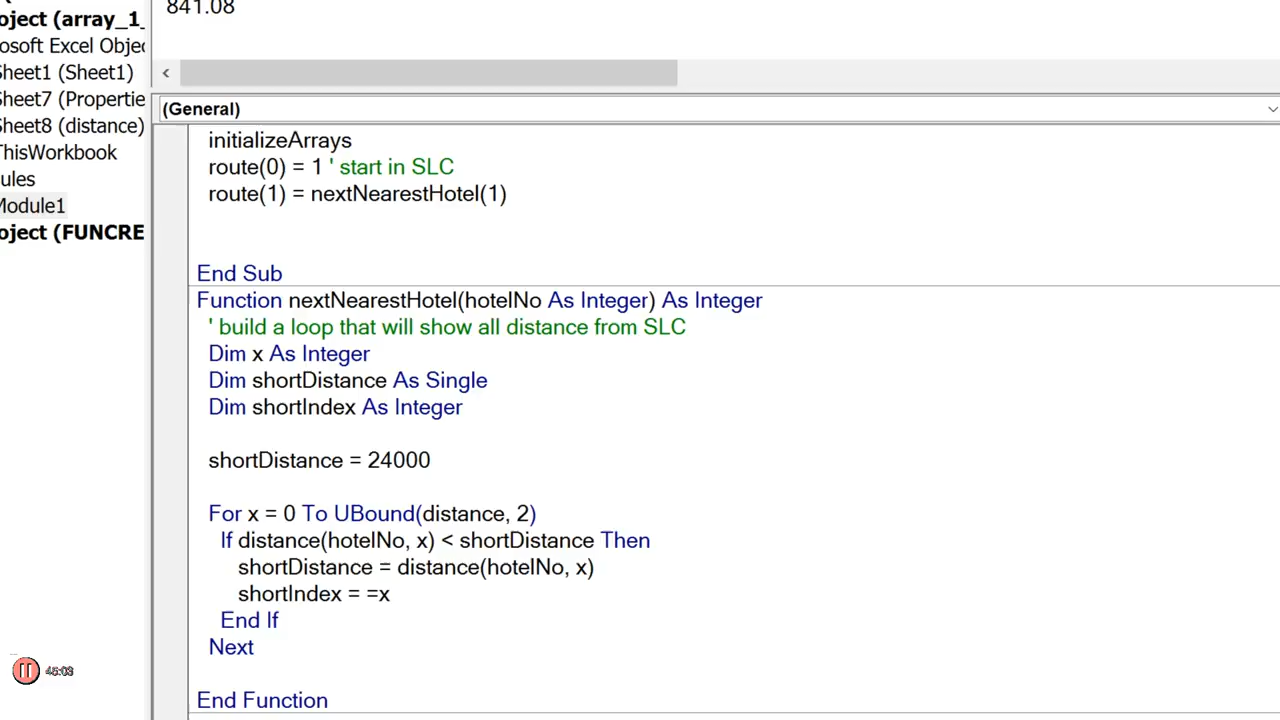 841.08
oject (array_1_
osoft Excel Objec
Sheet1 (Sheet1)
Sheet7 (Propertie
Sheet8 (distance)
ThisWorkbook
ules
Module1
oject (FUNCRE
(General)
initializeArrays
route(0) = 1 ' start in SLC
route(1) = nextNearestHotel(1)
End Sub
Function nextNearestHotel(hotelNo As Integer) As Integer
' build a loop that will show all distance from SLC
Dim x As Integer
Dim shortDistance As Single
Dim shortIndex As Integer
shortDistance = 24000
For x = 0 To UBound(distance, 2)
If distance(hotelNo, x) < shortDistance Then
shortDistance = distance(hotelNo, x)
shortIndex = =x
End If
Next
End Function
45:03